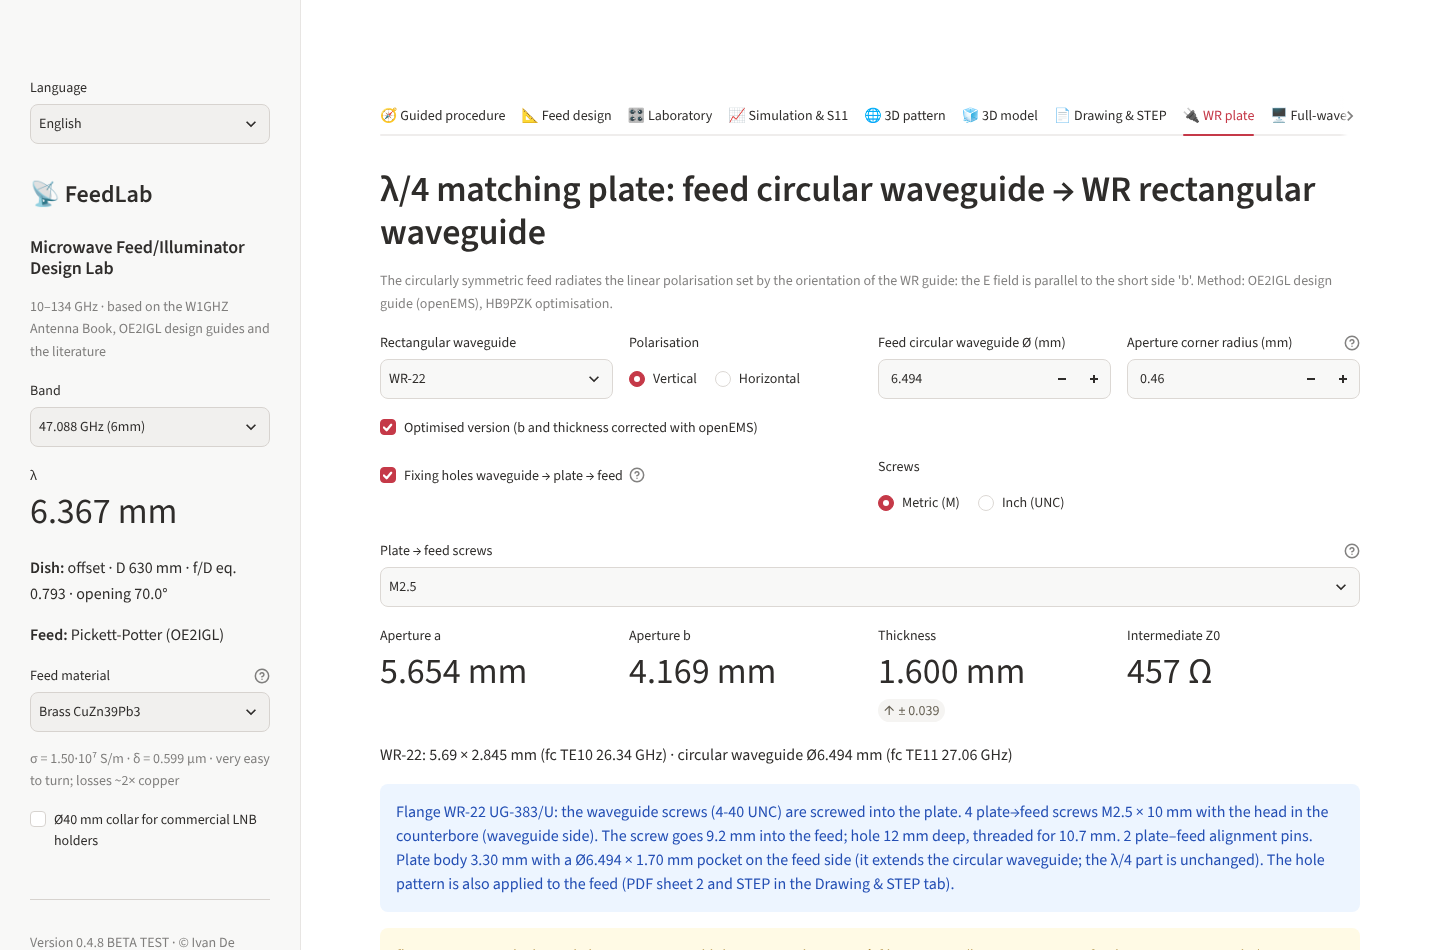 Language
English
📡 FeedLab
Microwave Feed/Illuminator
Design Lab
10–134 GHz · based on the W1GHZ
Antenna Book, OE2IGL design guides and
the literature
Band
47.088 GHz (6mm)
λ
6.367 mm
Dish: offset · D 630 mm · f/D eq.
0.793 · opening 70.0°
Feed: Pickett-Potter (OE2IGL)
Feed material
Brass CuZn39Pb3
σ = 1.50·10⁷ S/m · δ = 0.599 µm · very easy
to turn; losses ~2× copper
Ø40 mm collar for commercial LNB
holders
Version 0.4.8 BETA TEST · © Ivan De
Guided procedure
Feed design
Laboratory
Simulation & S11
3D pattern
3D model
Drawing & STEP
WR plate
Full-wave
λ/4 matching plate: feed circular waveguide → WR rectangular
waveguide
The circularly symmetric feed radiates the linear polarisation set by the orientation of the WR guide: the E field is parallel to the short side 'b'. Method: OE2IGL design
guide (openEMS), HB9PZK optimisation.
Rectangular waveguide
Polarisation
Feed circular waveguide Ø (mm)
Aperture corner radius (mm)
WR-22
Vertical
Horizontal
6.494
0.46
Optimised version (b and thickness corrected with openEMS)
Fixing holes waveguide → plate → feed
Screws
Metric (M)
Inch (UNC)
Plate → feed screws
M2.5
Aperture a
Aperture b
Thickness
Intermediate Z0
5.654 mm
4.169 mm
1.600 mm
457 Ω
↑ ± 0.039
WR-22: 5.69 × 2.845 mm (fc TE10 26.34 GHz) · circular waveguide Ø6.494 mm (fc TE11 27.06 GHz)
Flange WR-22 UG-383/U: the waveguide screws (4-40 UNC) are screwed into the plate. 4 plate→feed screws M2.5 × 10 mm with the head in the
counterbore (waveguide side). The screw goes 9.2 mm into the feed; hole 12 mm deep, threaded for 10.7 mm. 2 plate–feed alignment pins.
Plate body 3.30 mm with a Ø6.494 × 1.70 mm pocket on the feed side (it extends the circular waveguide; the λ/4 part is unchanged). The hole
pattern is also applied to the feed (PDF sheet 2 and STEP in the Drawing & STEP tab).